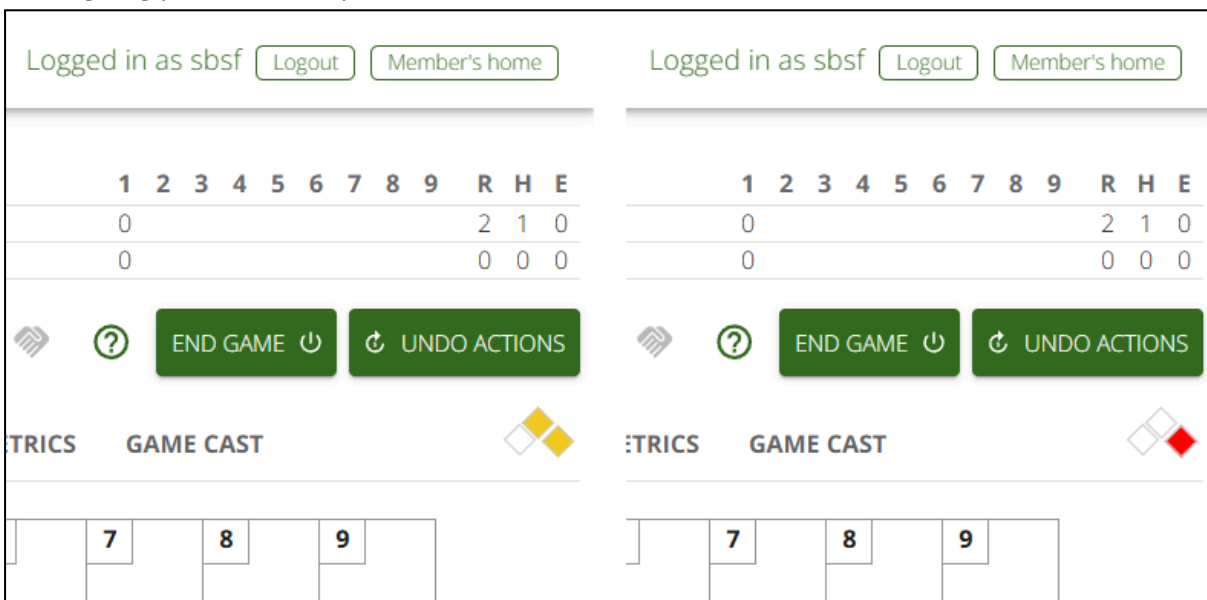 Logged in as sbsf Logout Member's home
1 2 3 4 5 6 7 8 9 R H E
0 2 1 0
0 0 0 0
? END GAME UNDO ACTIONS
TRICS GAME CAST
7 8 9
Logged in as sbsf Logout Member's home
1 2 3 4 5 6 7 8 9 R H E
0 2 1 0
0 0 0 0
? END GAME UNDO ACTIONS
ETRICS GAME CAST
7 8 9